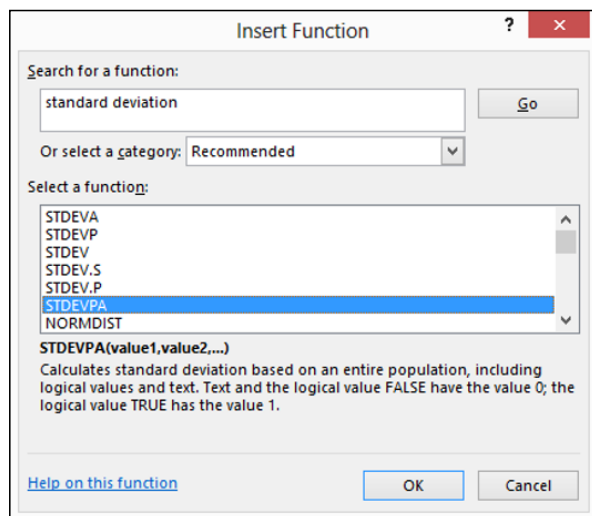 Insert Function
?
Search for a function:
standard deviation
Go
Or select a category: Recommended
Select a function:
STDEVA
STDEVP
STDEV
STDEV.S
STDEV.P
STDEVPA
NORMDIST
STDEVPA(value1,value2,...)
Calculates standard deviation based on an entire population, including
logical values and text. Text and the logical value FALSE have the value 0; the
logical value TRUE has the value 1.
Help on this function
OK
Cancel